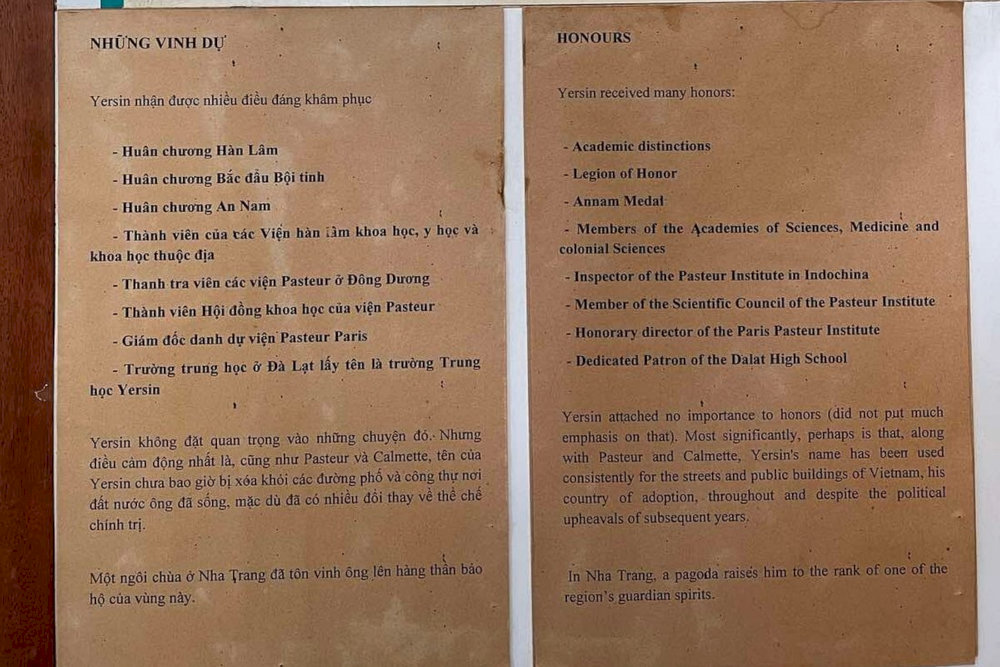 NHỮNG VINH DỰ
Yersin nhận được nhiều điều đáng khâm phục
- Huân chương Hàn Lâm
- Huân chương Bắc đẩu Bội tinh
- Huân chương An Nam
- Thành viên của các Viện hàn lâm khoa học, y học và
khoa học thuộc địa
- Thanh tra viên các viện Pasteur ở Đông Dương
- Thành viên Hội đồng khoa học của viện Pasteur
- Giám đốc danh dự viện Pasteur Paris
- Trường trung học ở Đà Lạt lấy tên là trường Trung
học Yersin
Yersin không đặt quan trọng vào những chuyện đó. Nhưng
điều cảm động nhất là, cũng như Pasteur và Calmette, tên của
Yersin chưa bao giờ bị xóa khỏi các đường phố và công thự nơi
đất nước ông đã sống, mặc dù đã có nhiều đổi thay về thể chế
chính trị.
Một ngôi chùa ở Nha Trang đã tôn vinh ông lên hàng thần bảo
hộ của vùng này.
HONOURS
Yersin received many honors:
- Academic distinctions
- Legion of Honor
- Annam Medal
- Members of the Academies of Sciences, Medicine and
colonial Sciences
- Inspector of the Pasteur Institute in Indochina
- Member of the Scientific Council of the Pasteur Institute
- Honorary director of the Paris Pasteur Institute
- Dedicated Patron of the Dalat High School
Yersin attached no importance to honors (did not put much
emphasis on that). Most significantly, perhaps is that, along
with Pasteur and Calmette, Yersin's name has been used
consistently for the streets and public buildings of Vietnam, his
country of adoption, throughout and despite the political
upheavals of subsequent years.
In Nha Trang, a pagoda raises him to the rank of one of the
region's guardian spirits.